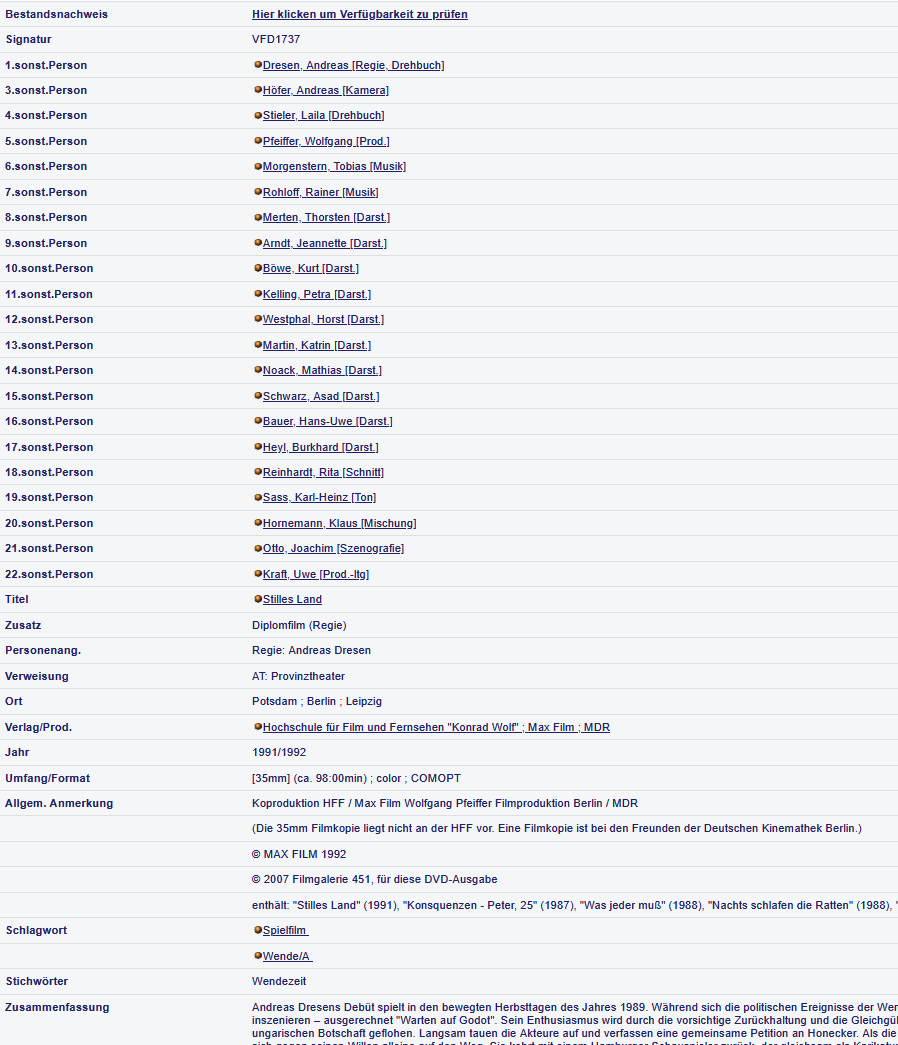 Bestandsnachweis Hier klicken um Verfügbarkeit zu prüfen
Signatur VFD1737
1.sonst.Person Dresen, Andreas [Regie, Drehbuch]
3.sonst.Person Höfer, Andreas [Kamera]
4.sonst.Person Stieler, Laila [Drehbuch]
5.sonst.Person Pfeiffer, Wolfgang [Prod.]
6.sonst.Person Morgenstern, Tobias [Musik]
7.sonst.Person Rohloff, Rainer [Musik]
8.sonst.Person Merten, Thorsten [Darst.]
9.sonst.Person Arndt, Jeannette [Darst.]
10.sonst.Person Böwe, Kurt [Darst.]
11.sonst.Person Kelling, Petra [Darst.]
12.sonst.Person Westphal, Horst [Darst.]
13.sonst.Person Martin, Katrin [Darst.]
14.sonst.Person Noack, Mathias [Darst.]
15.sonst.Person Schwarz, Asad [Darst.]
16.sonst.Person Bauer, Hans-Uwe [Darst.]
17.sonst.Person Heyl, Burkhard [Darst.]
18.sonst.Person Reinhardt, Rita [Schnitt]
19.sonst.Person Sass, Karl-Heinz [Ton]
20.sonst.Person Hornemann, Klaus [Mischung]
21.sonst.Person Otto, Joachim [Szenografie]
22.sonst.Person Kraft, Uwe [Prod.-ltg]
Titel Stilles Land
Zusatz Diplomfilm (Regie)
Personenang. Regie: Andreas Dresen
Verweisung AT: Provinztheater
Ort Potsdam ; Berlin ; Leipzig
Verlag/Prod. Hochschule für Film und Fernsehen "Konrad Wolf" ; Max Film ; MDR
Jahr 1991/1992
Umfang/Format [35mm] (ca. 98:00min) ; color ; COMOPT
Allgem. Anmerkung Koproduktion HFF / Max Film Wolfgang Pfeiffer Filmproduktion Berlin / MDR
(Die 35mm Filmkopie liegt nicht an der HFF vor. Eine Filmkopie ist bei den Freunden der Deutschen Kinemathek Berlin.)
© MAX FILM 1992
© 2007 Filmgalerie 451, für diese DVD-Ausgabe
enthält: "Stilles Land" (1991), "Konsquenzen - Peter, 25" (1987), "Was jeder muß" (1988), "Nachts schlafen die Ratten" (1988), "
Schlagwort Spielfilm
Wende/A
Stichwörter Wendezeit
Zusammenfassung Andreas Dresens Debüt spielt in den bewegten Herbsttagen des Jahres 1989. Während sich die politischen Ereignisse der Wer
inszenieren – ausgerechnet "Warten auf Godot". Sein Enthusiasmus wird durch die vorsichtige Zurückhaltung und die Gleichgül
ungarischen Botschaft geflohen. Langsam tauen die Akteure auf und verfassen eine gemeinsame Petition an Honecker. Als die